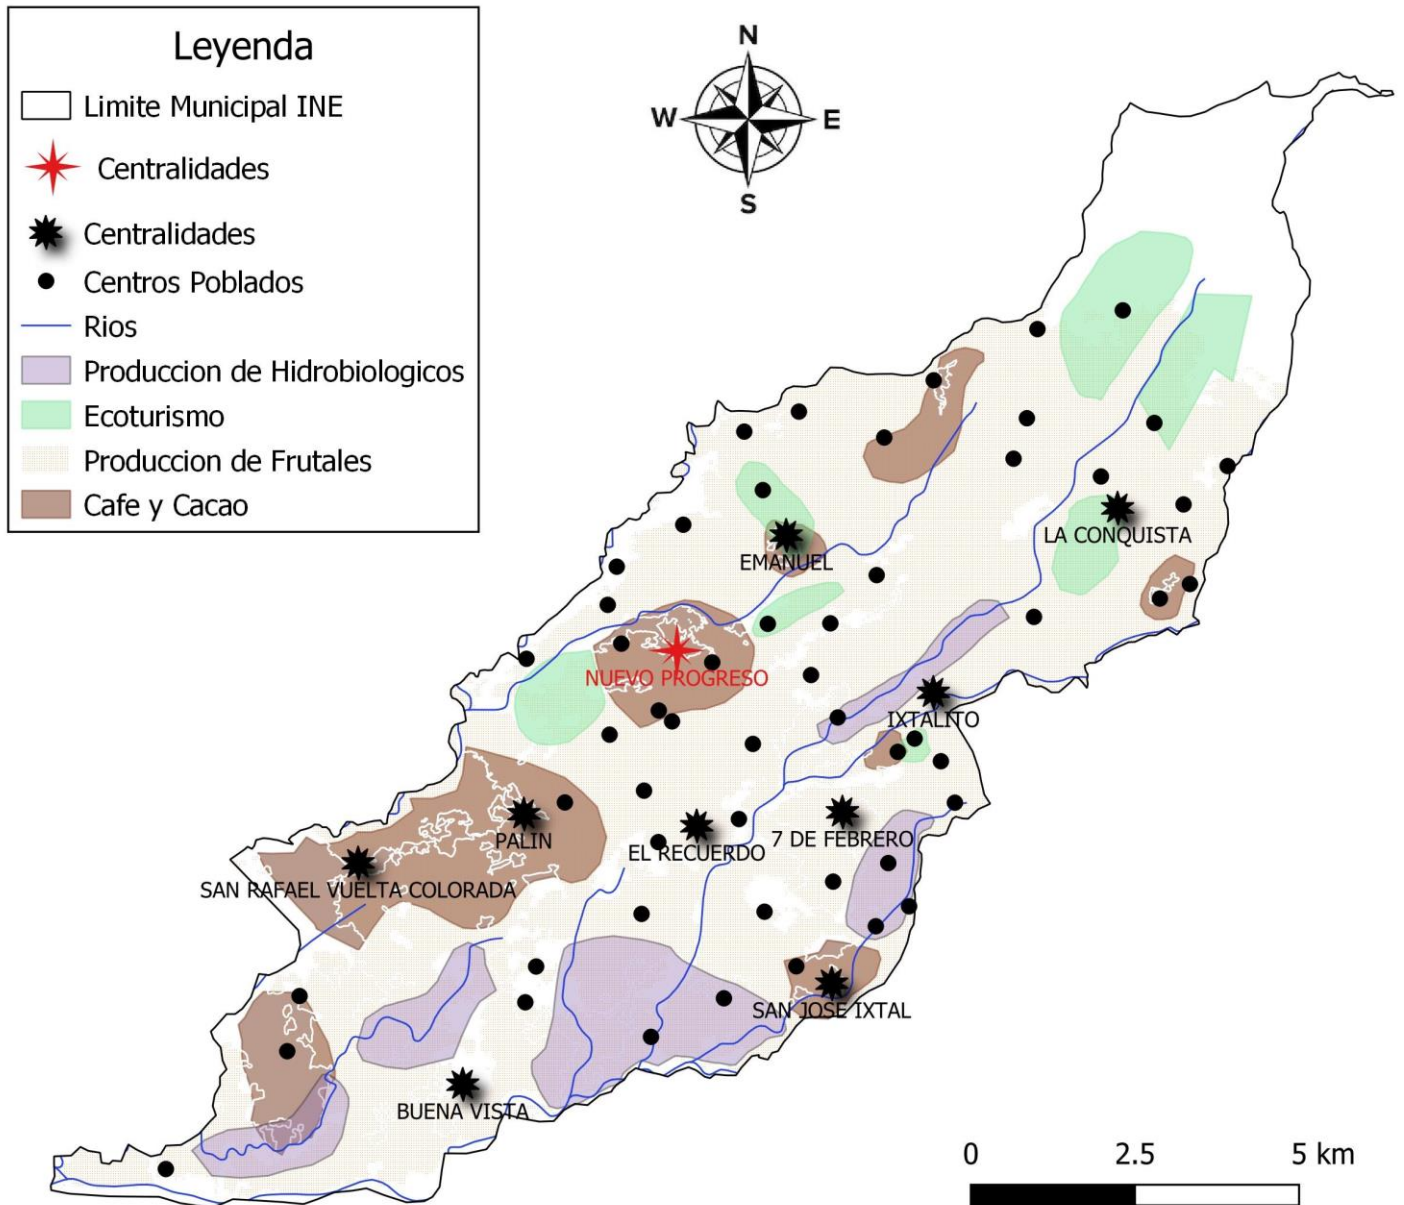 Leyenda
Limite Municipal INE
Centralidades
Centralidades
Centros Poblados
Rios
Produccion de Hidrobiologicos
Ecoturismo
Produccion de Frutales
Cafe y Cacao
N
W
E
S
LA CONQUISTA
EMANUEL
NUEVO PROGRESO
IXTALITO
PALIN
EL RECUERDO
7 DE FEBRERO
SAN RAFAEL VUELTA COLORADA
SAN JOSE IXTAL
BUENA VISTA
0 2.5 5 km